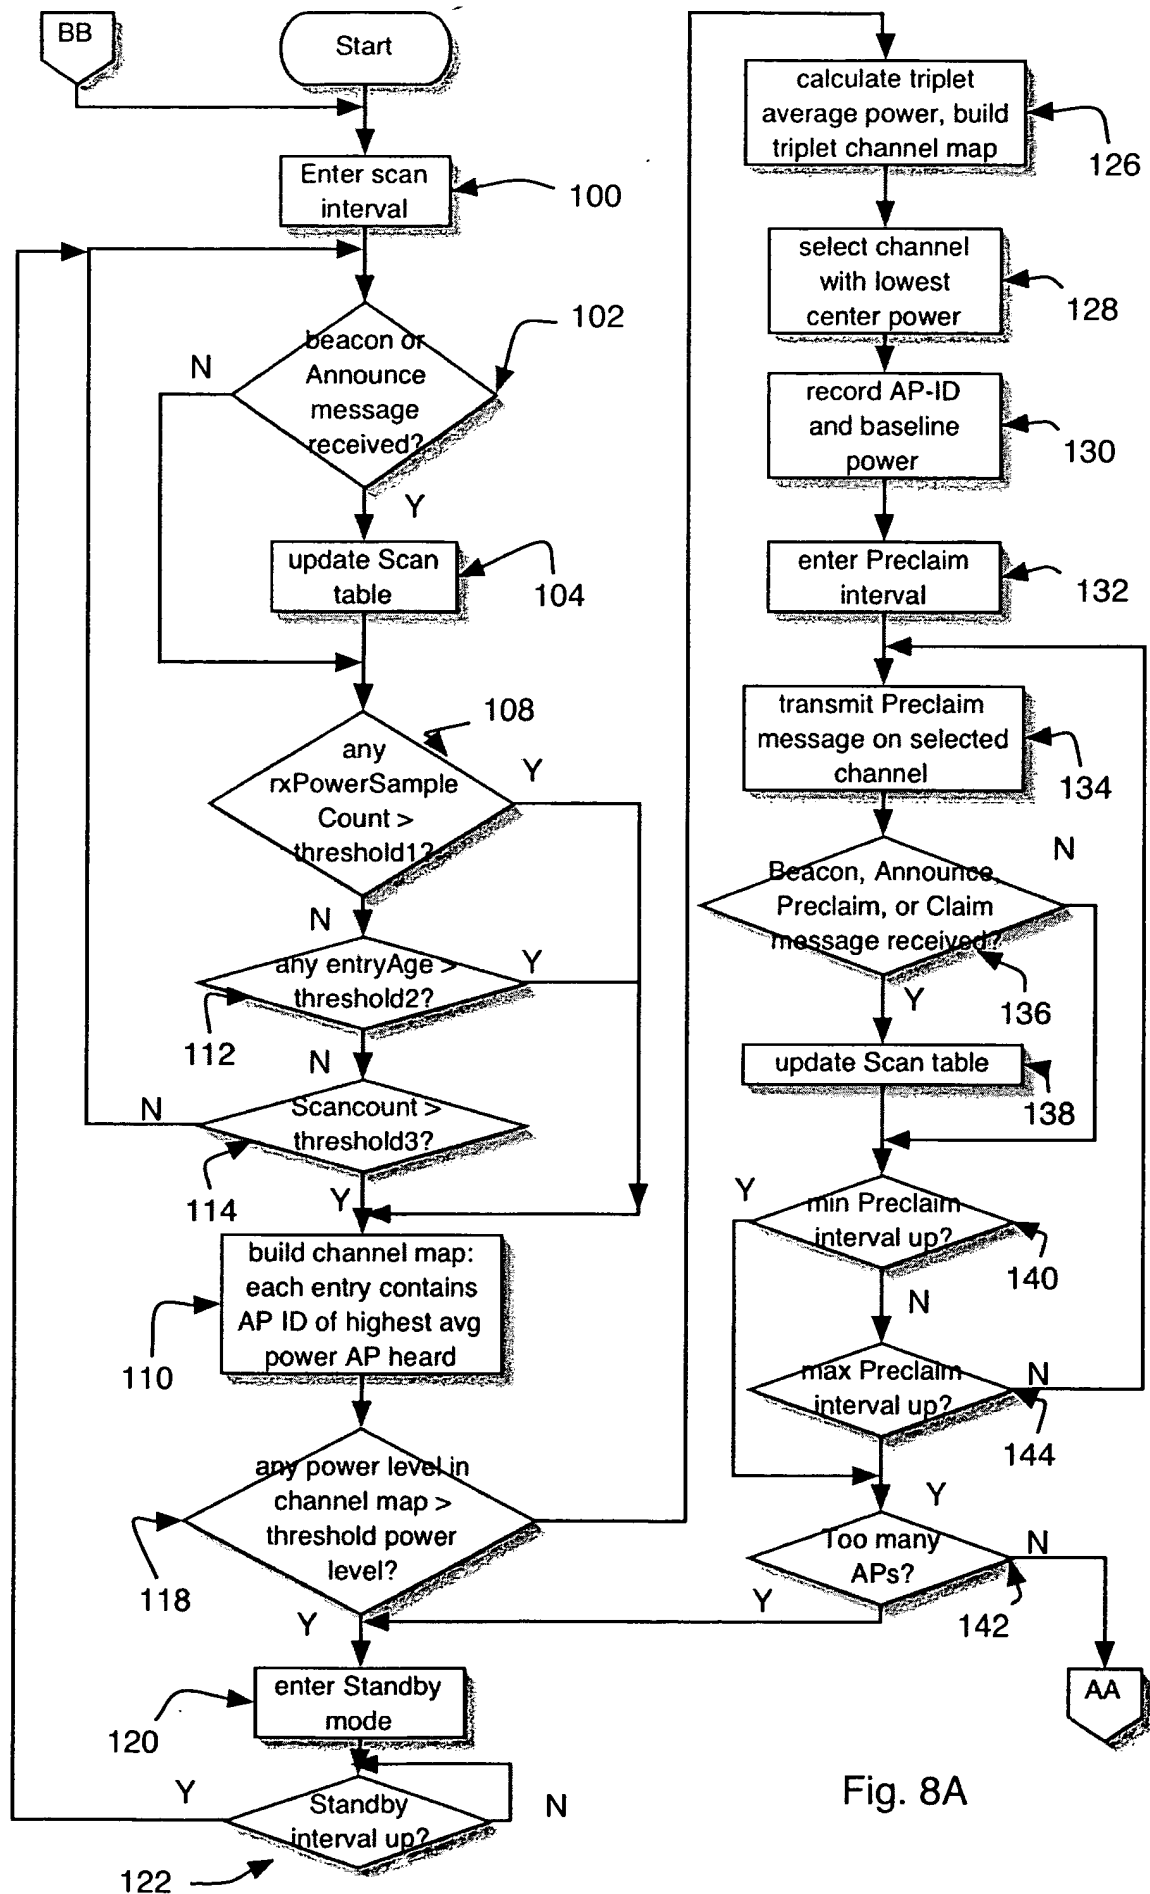 BB
Start
Enter scan
interval
100
beacon or
Announce
message
received?
102
N
Y
update Scan
table
104
108
any
rxPowerSample
Count >
threshold1?
Y
N
any entryAge >
threshold2?
Y
112
N
Scancount >
threshold3?
N
114
Y
build channel map:
each entry contains
AP ID of highest avg
power AP heard
110
any power level in
channel map >
threshold power
level?
118
Y
enter Standby
mode
120
Y
Standby
interval up?
N
122
calculate triplet
average power, build
triplet channel map
126
select channel
with lowest
center power
128
record AP-ID
and baseline
power
130
enter Preclaim
interval
132
transmit Preclaim
message on selected
channel
134
N
Beacon, Announce,
Preclaim, or Claim
message received?
136
Y
update Scan table
138
Y
min Preclaim
interval up?
140
N
max Preclaim
interval up?
N
144
Y
Too many
APs?
N
Y
142
AA
Fig. 8A